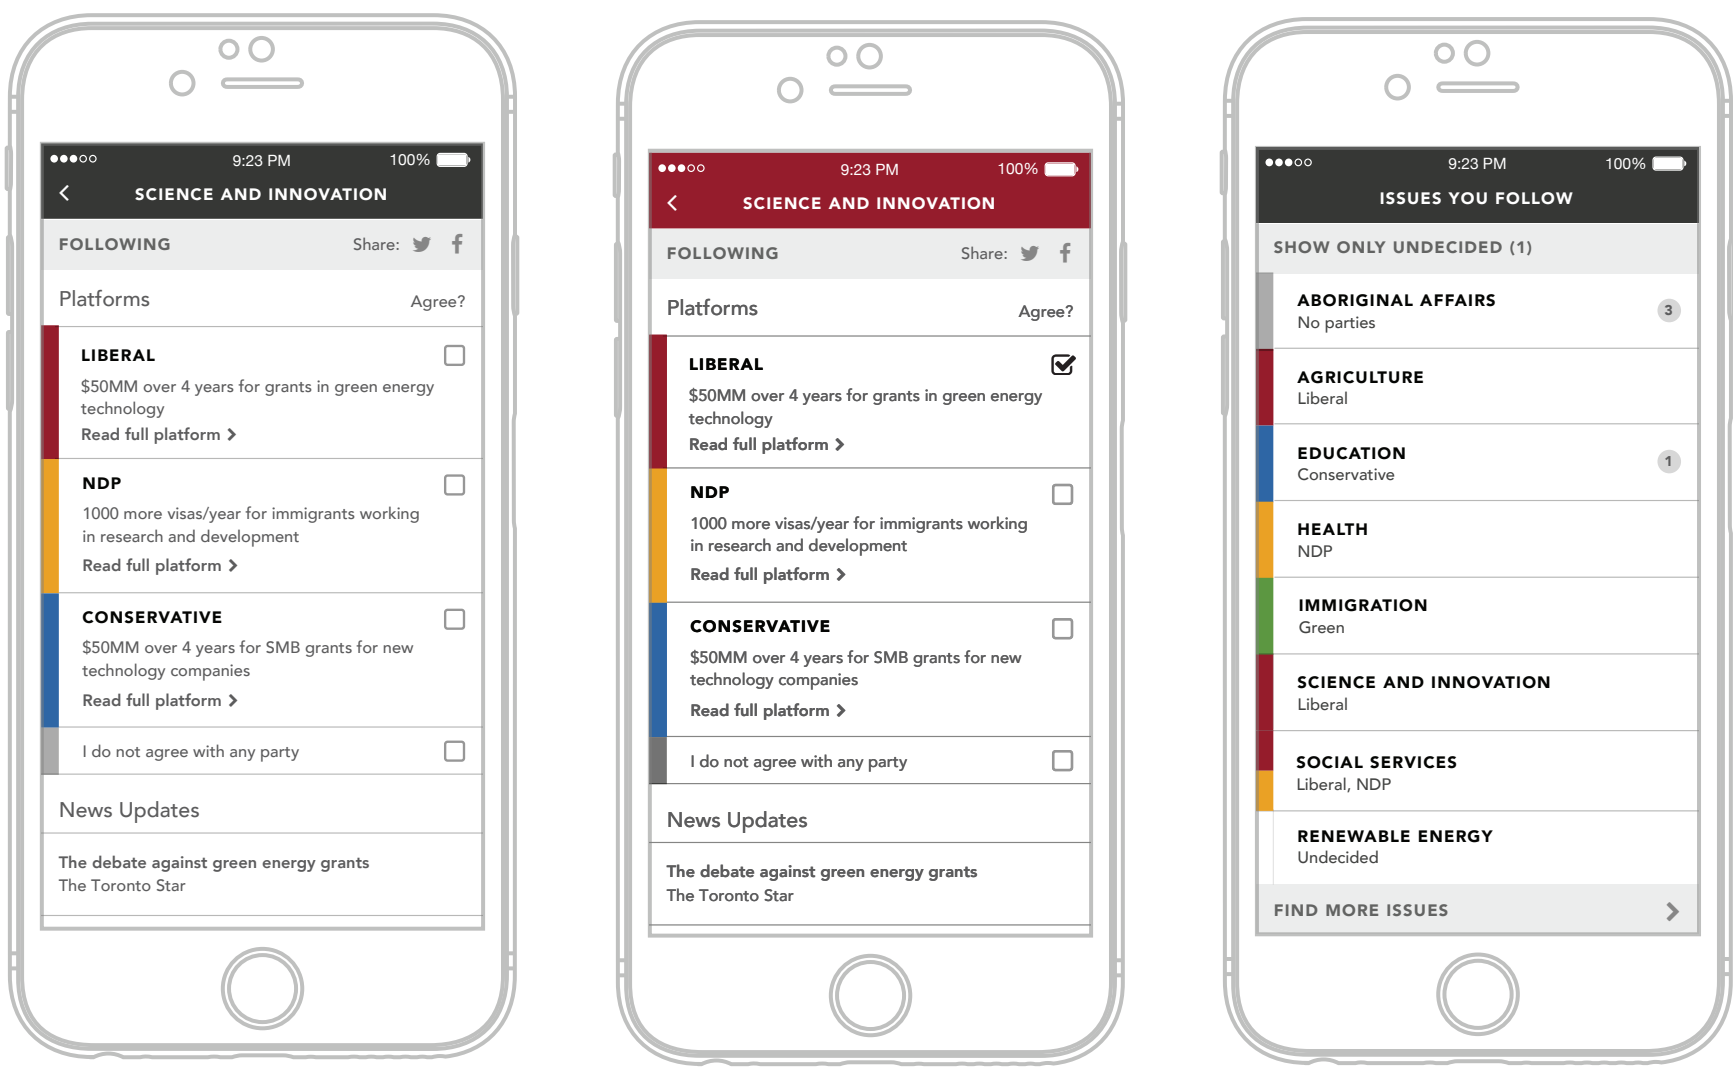 9:23 PM 100%
SCIENCE AND INNOVATION
FOLLOWING Share:
Platforms Agree?
LIBERAL
$50MM over 4 years for grants in green energy
technology
Read full platform
NDP
1000 more visas/year for immigrants working
in research and development
Read full platform
CONSERVATIVE
$50MM over 4 years for SMB grants for new
technology companies
Read full platform
I do not agree with any party
News Updates
The debate against green energy grants
The Toronto Star
9:23 PM 100%
SCIENCE AND INNOVATION
FOLLOWING Share:
Platforms Agree?
LIBERAL
$50MM over 4 years for grants in green energy
technology
Read full platform
NDP
1000 more visas/year for immigrants working
in research and development
Read full platform
CONSERVATIVE
$50MM over 4 years for SMB grants for new
technology companies
Read full platform
I do not agree with any party
News Updates
The debate against green energy grants
The Toronto Star
9:23 PM 100%
ISSUES YOU FOLLOW
SHOW ONLY UNDECIDED (1)
ABORIGINAL AFFAIRS
No parties
3
AGRICULTURE
Liberal
EDUCATION
Conservative
1
HEALTH
NDP
IMMIGRATION
Green
SCIENCE AND INNOVATION
Liberal
SOCIAL SERVICES
Liberal, NDP
RENEWABLE ENERGY
Undecided
FIND MORE ISSUES